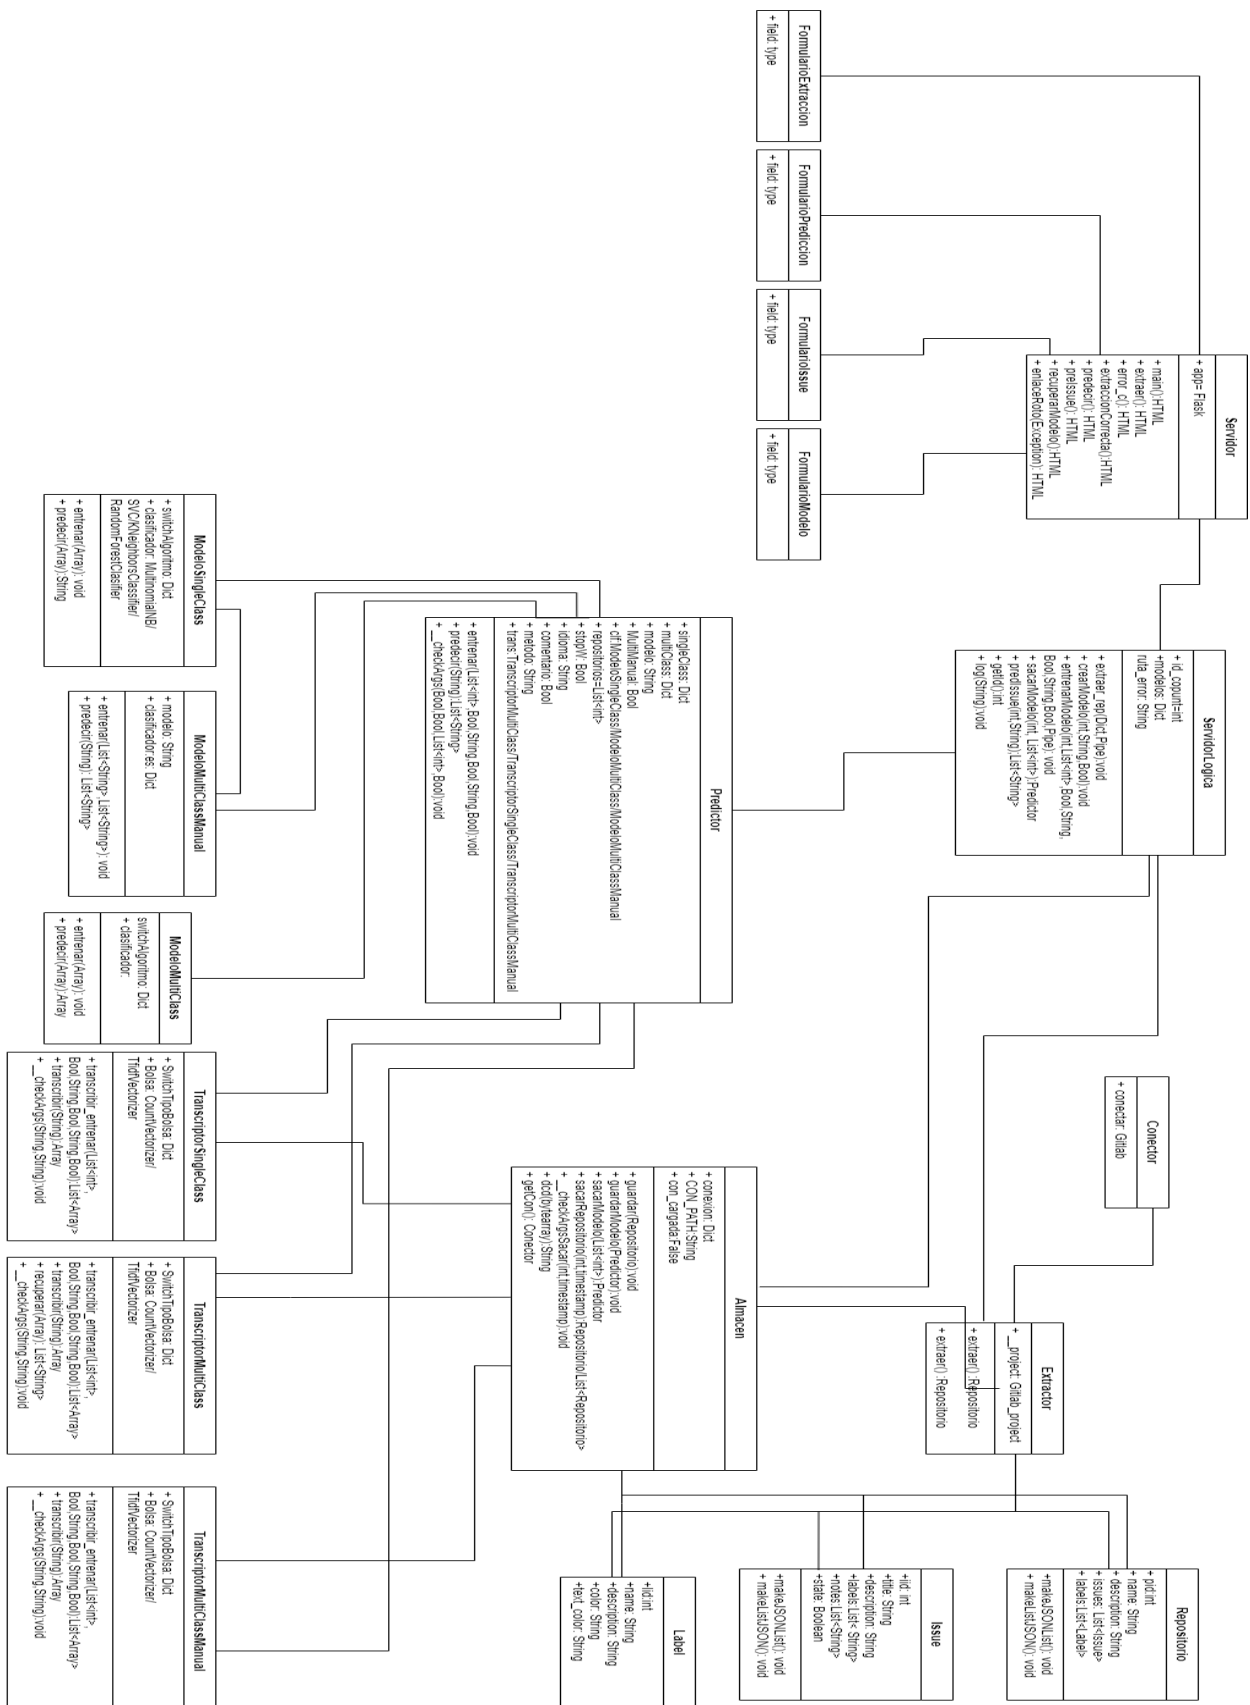 FormularioExtraccion
+ field: type
FormularioPrediccion
+ field: type
FormularioIssue
+ field: type
FormularioModelo
+ field: type
Servidor
+ app= Flask
+ main():HTML
+ extraer(): HTML
+ error_c(): HTML
+ extraccionCorrecta():HTML
+ predecir(): HTML
+ preIssue(): HTML
+ recuperarModelo():HTML
+ enlaceRoto(Exception): HTML
ServidorLogica
+ id_copunt=int
+modelos: Dict
ruta_error: String
+ extraer_rep(Dict,Pipe):void
+ crearModelo(int,String,Bool):void
+ entrenarModelo(int,List<int>,Bool,String,
Bool,String,Bool,Pipe): void
+ sacarModelo(int, List<int>):Predictor
+ predIssue(int,String):List<String>
+ getId():int
+ log(String):void
Predictor
+ singleClass: Dict
+ multiClass: Dict
+ modelo: String
+ MultiManual: Bool
+ clf:ModeloSingleClass/ModeloMultiClass/ModeloMultiClassManual
+ repositorios=List<int>
+ stopW: Bool
+ idioma: String
+ comentario: Bool
+ metodo: String
+ trans:TranscriptorMultiClass/TranscriptorSingleClass/TranscriptorMultiClassManual
+ entrenar(List<int>,Bool,String,Bool,String,Bool):void
+ predecir(String):List<String>
+ __checkArgs(Bool,Bool,List<int>,Bool):void
ModeloSingleClass
+ switchAlgoritmo: Dict
+ clasificador: MultinomialNB/
SVC/KNeighborsClassifier/
RandomForestClasifier
+ entrenar(Array): void
+ predecir(Array):String
ModeloMultiClassManual
+ modelo: String
+ clasificador:es: Dict
+ entrenar(List<String>,List<String>): void
+ predecir(String): List<String>
ModeloMultiClass
switchAlgoritmo: Dict
+ clasificador:
+ entrenar(Array): void
+ predecir(Array):Array
TranscriptorSingleClass
+ SwitchTipoBolsa: Dict
+ Bolsa: CountVectorizer/
TfidfVectorizer
+ transcribir_entrenar(List<int>,
Bool,String,Bool,String,Bool):List<Array>
+ transcribir(String):Array
+ __checkArgs(String,String):void
TranscriptorMultiClass
+ SwitchTipoBolsa: Dict
+ Bolsa: CountVectorizer/
TfidfVectorizer
+ transcribir_entrenar(List<int>,
Bool,String,Bool,String,Bool):List<Array>
+ transcribir(String):Array
+ recuperar(Array): List<String>
+ __checkArgs(String,String):void
TranscriptorMultiClassManual
+ SwitchTipoBolsa: Dict
+ Bolsa: CountVectorizer/
TfidfVectorizer
+ transcribir_entrenar(List<int>,
Bool,String,Bool,String,Bool):List<Array>
+ transcribir(String):Array
+ __checkArgs(String,String):void
Almacen
+ conexion: Dict
+ CON_PATH:String
+ con_cargada:False
+ guardar(Repositorio):void
+ guardarModelo(Predictor):void
+ sacarModelo(List<int>):Predictor
+ sacarRepositorio(int,timestamp):Repositorio/List<Repositorio>
+ __checkArgsSacar(int,timestamp):void
+ dcd(bytearray):String
+ getCon(): Conector
Conector
+ conectar: Gitlab
Extractor
+ __project: Gitlab_project
+ extraer() :Repositorio
+ extraer() :Repositorio
Repositorio
+ pid:int
+ name: String
+ description: String
+ issues: List<Issue>
+ labels:List<Label>
+makeJSONList(): void
+ makeListJSON(): void
Issue
+ iid: int
+title: String
+description: String
+labels:List< String>
+notes:List<String>
+state: Boolean
+makeJSONList(): void
+ makeListJSON(): void
Label
+lid:int
+name: String
+description: String
+color: String
+text_color: String